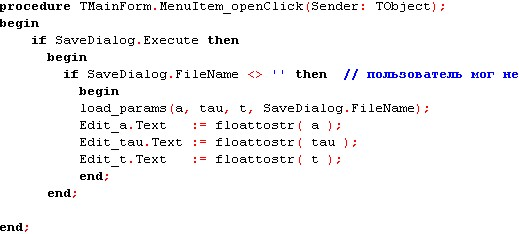 procedure TMainForm.MenuItem_openClick(Sender: TObject);
begin
if SaveDialog.Execute then
begin
if SaveDialog.FileName <> '' then // пользователь мог не
begin
load_params(a, tau, t, SaveDialog.FileName);
Edit_a.Text := floattostr( a );
Edit_tau.Text := floattostr( tau );
Edit_t.Text := floattostr( t );
end;
end;
end;